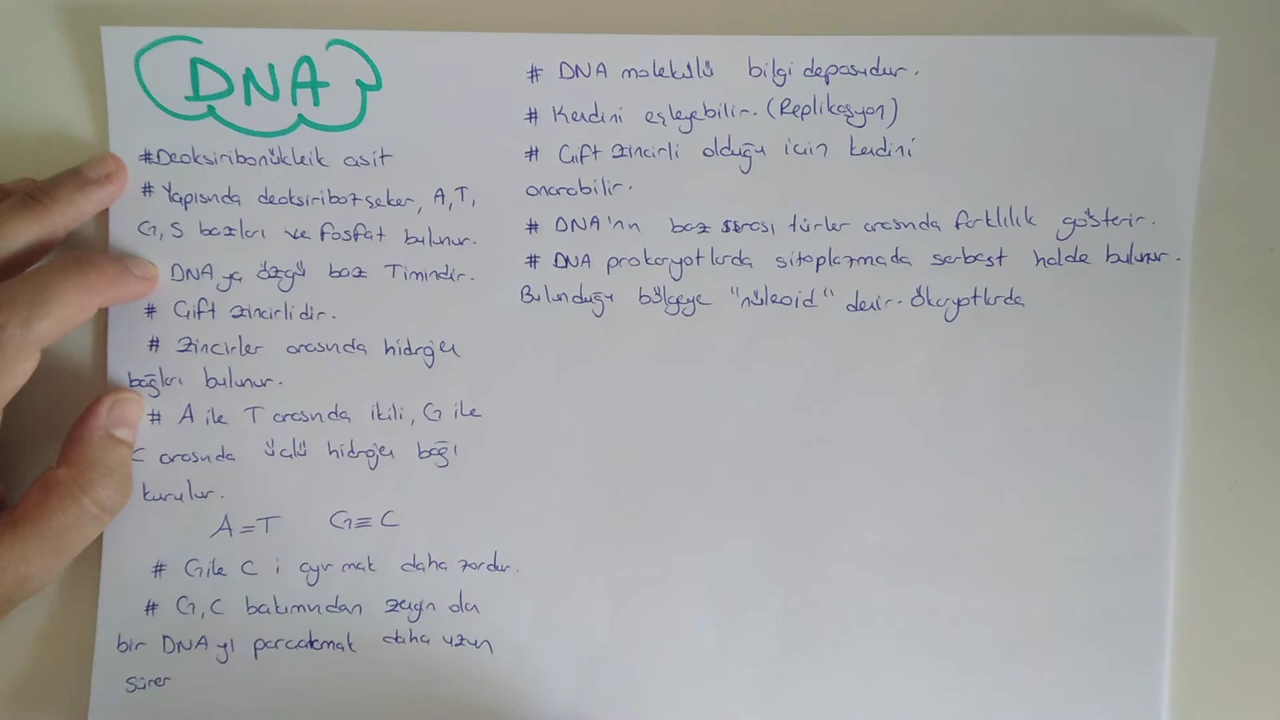 DNA
#Deoksiribonükleik asit
# Yapısında deoksiriboz şeker, A, T,
G, S bazları ve fosfat bulunur.
DNA ya özgü baz Timindir.
# Çift zincirlidir.
# Zincirler arasında hidrojen
bağları bulunur.
# A ile T arasında ikili, G ile
C arasında üçlü hidrojen bağı
kurulur.
A=T G≡C
# G ile C i ayırmak daha zordur.
# G, C bakımından zengin olan
bir DNA yı parçalamak daha uzun
sürer
# DNA molekülü bilgi deposudur.
# Kendini eşleyebilir. (Replikasyon)
# Çift zincirli olduğu için kendini
onarabilir.
# DNA'nın baz sırası türler arasında farklılık gösterir.
# DNA prokaryotlarda sitoplazmada serbest halde bulunur.
Bulunduğu bölgeye "nükleoid" denir. Ökaryotlarda